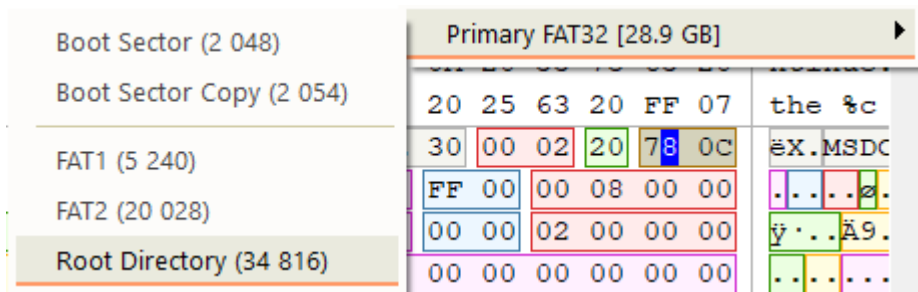 Primary FAT32 [28.9 GB]
Boot Sector (2 048)
Boot Sector Copy (2 054)
FAT1 (5 240)
FAT2 (20 028)
Root Directory (34 816)
20 25 63 20 FF 07 the %c
30 00 02 20 78 0C ëX.MSDO
FF 00 00 08 00 00 .....ø.
00 00 02 00 00 00 ÿ·..Ä9.
00 00 00 00 00 .......